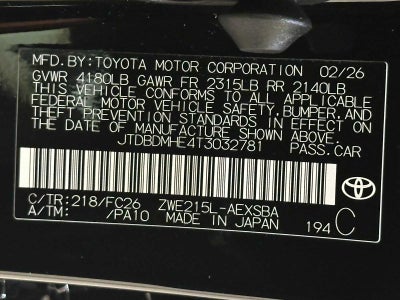 MFD.BY:TOYOTA MOTOR CORPORATION 02/26
GVWR 4180LB GAWR FR 2315LB RR 2140LB
THIS VEHICLE CONFORMS TO ALL APPLICABLE
FEDERAL MOTOR VEHICLE SAFETY,BUMPER,AND
THEFT PREVENTION STANDARDS IN EFFECT ON
THE DATE OF MANUFACTURE SHOWN ABOVE.
JTDBDMHE4T3032781 PASS.CAR
C/TR:218/FC26 ZWE215L-AEXSBA
A/TM: /PA10 MADE IN JAPAN 194 C
TOYOTA